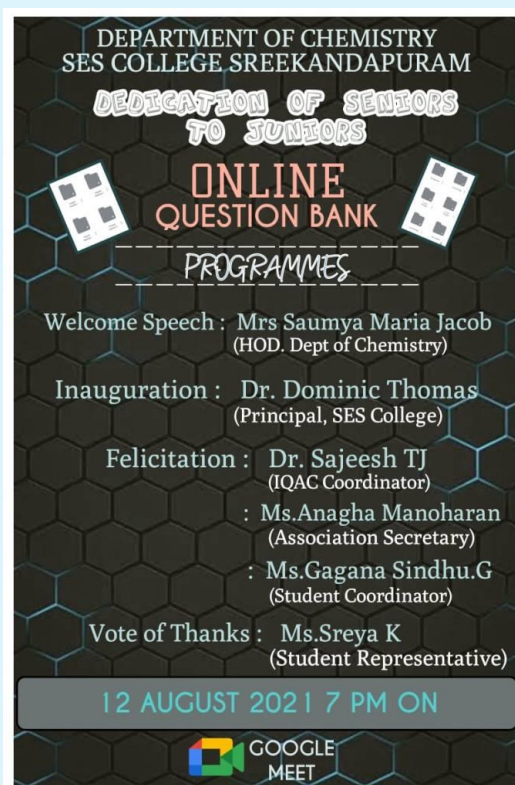 DEPARTMENT OF CHEMISTRY
SES COLLEGE SREEKANDAPURAM
DEDICATION OF SENIORS
TO JUNIORS
ONLINE
QUESTION BANK
PROGRAMMES
Welcome Speech : Mrs Saumya Maria Jacob
(HOD. Dept of Chemistry)
Inauguration : Dr. Dominic Thomas
(Principal, SES College)
Felicitation : Dr. Sajeesh TJ
(IQAC Coordinator)
: Ms.Anagha Manoharan
(Association Secretary)
: Ms.Gagana Sindhu.G
(Student Coordinator)
Vote of Thanks : Ms.Sreya K
(Student Representative)
12 AUGUST 2021 7 PM ON
GOOGLE
MEET